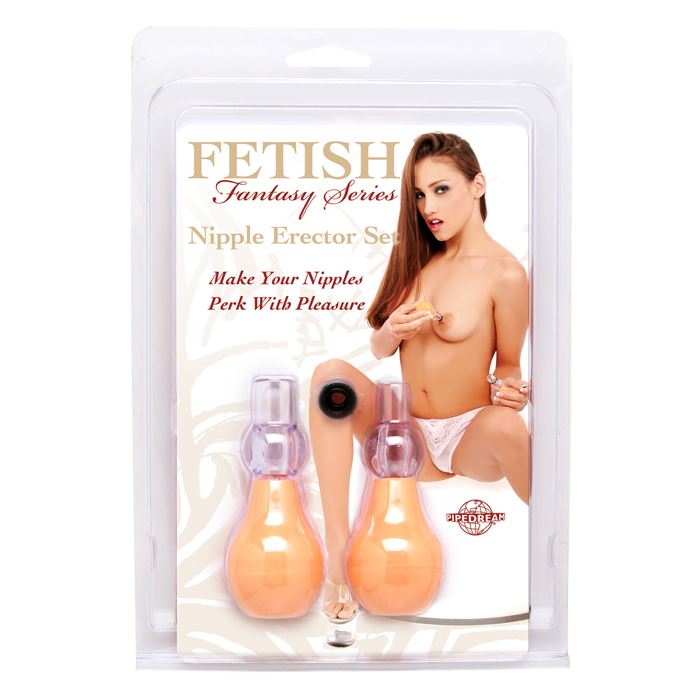 FETISH
Fantasy Series
Nipple Erector Set
Make Your Nipples
Perk With Pleasure
PIPEDREAM